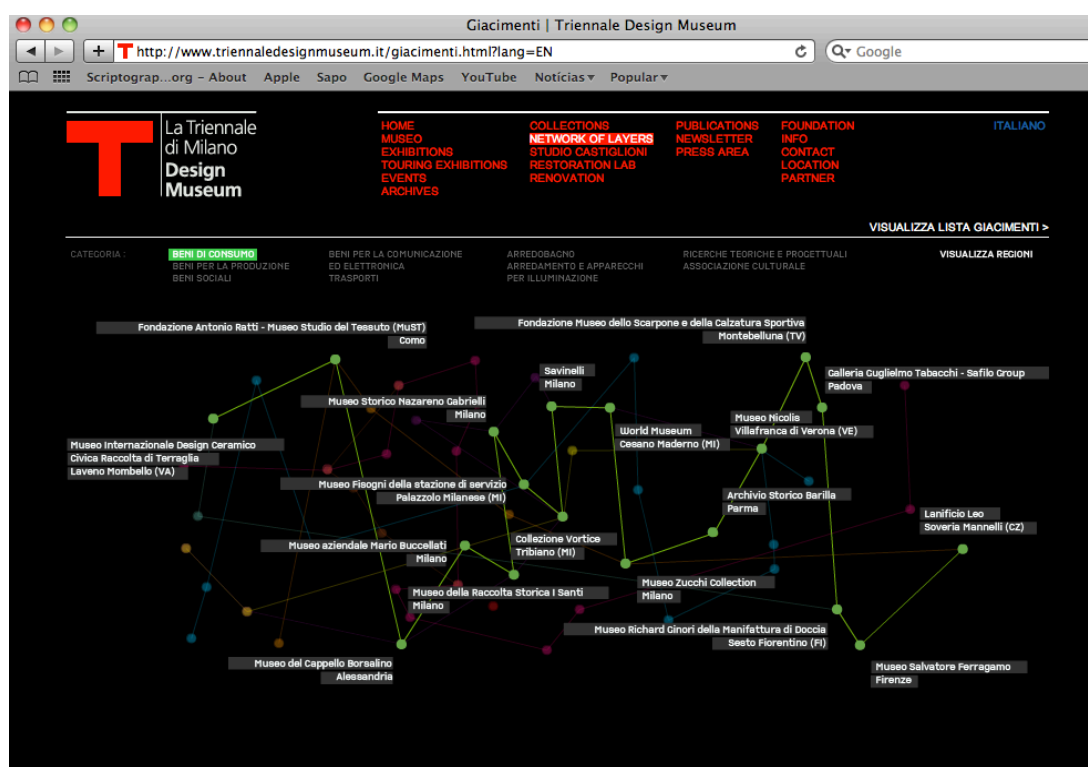 Giacimenti | Triennale Design Museum
http://www.triennaledesignmuseum.it/giacimenti.html?lang=EN
Google
Scriptograp...org – About
Apple
Sapo
Google Maps
YouTube
Notícias
Popular
La Triennale
di Milano
Design
Museum
HOME
MUSEO
EXHIBITIONS
TOURING EXHIBITIONS
EVENTS
ARCHIVES
COLLECTIONS
NETWORK OF LAYERS
STUDIO CASTIGLIONI
RESTORATION LAB
RENOVATION
PUBLICATIONS
NEWSLETTER
PRESS AREA
FOUNDATION
INFO
CONTACT
LOCATION
PARTNER
ITALIANO
VISUALIZZA LISTA GIACIMENTI >
CATEGORIA :
BENI DI CONSUMO
BENI PER LA PRODUZIONE
BENI SOCIALI
BENI PER LA COMUNICAZIONE
ED ELETTRONICA
TRASPORTI
ARREDOBAGNO
ARREDAMENTO E APPARECCHI
PER ILLUMINAZIONE
RICERCHE TEORICHE E PROGETTUALI
ASSOCIAZIONE CULTURALE
VISUALIZZA REGIONI
Fondazione Antonio Ratti - Museo Studio del Tessuto (MuST)
Como
Fondazione Museo dello Scarpone e della Calzatura Sportiva
Montebelluna (TV)
Savinelli
Milano
Galleria Guglielmo Tabacchi - Safilo Group
Padova
Museo Storico Nazareno Gabrielli
Milano
Museo Nicolis
Villafranca di Verona (VE)
World Museum
Cesano Maderno (MI)
Museo Internazionale Design Ceramico
Civica Raccolta di Terraglia
Laveno Mombello (VA)
Museo Fisogni della stazione di servizio
Palazzolo Milanese (MI)
Archivio Storico Barilla
Parma
Lanificio Leo
Soveria Mannelli (CZ)
Collezione Vortice
Tribiano (MI)
Museo aziendale Mario Buccellati
Milano
Museo Zucchi Collection
Milano
Museo della Raccolta Storica I Santi
Milano
Museo Richard Ginori della Manifattura di Doccia
Sesto Fiorentino (FI)
Museo del Cappello Borsalino
Alessandria
Museo Salvatore Ferragamo
Firenze